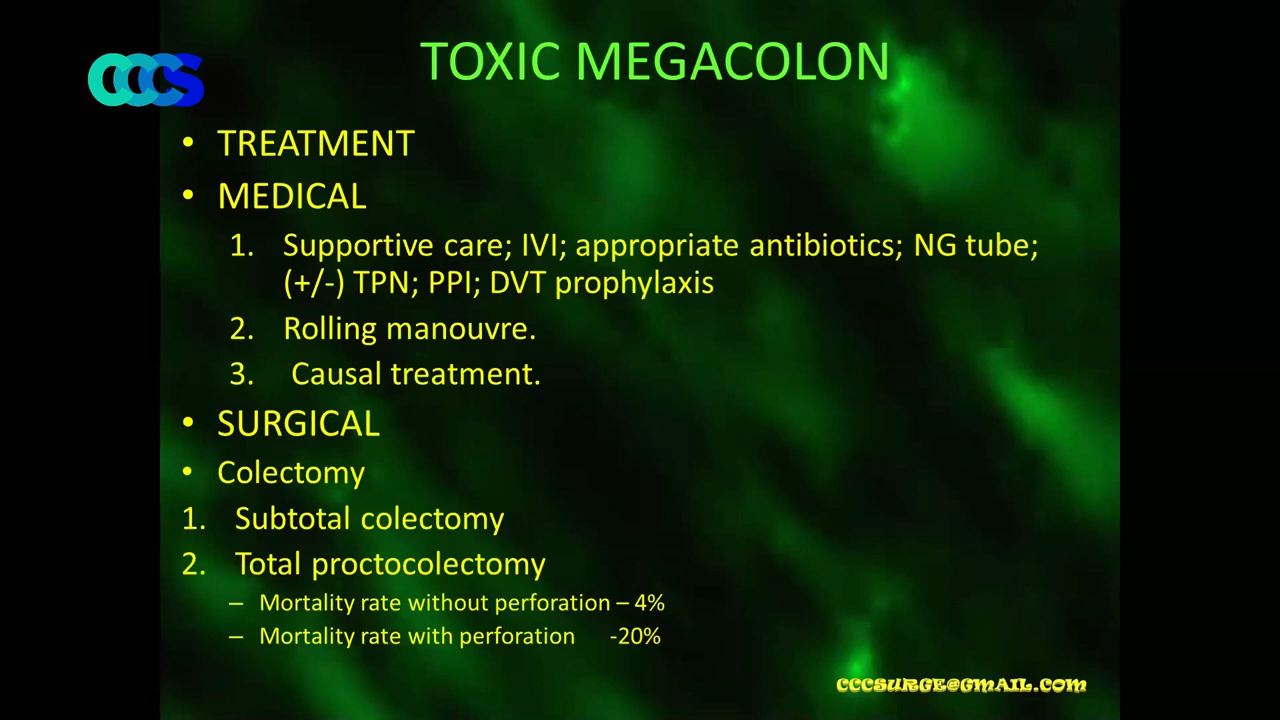 CCCS
TOXIC MEGACOLON
• TREATMENT
• MEDICAL
1. Supportive care; IVI; appropriate antibiotics; NG tube;
(+/-) TPN; PPI; DVT prophylaxis
2. Rolling manouvre.
3. Causal treatment.
• SURGICAL
• Colectomy
1. Subtotal colectomy
2. Total proctocolectomy
– Mortality rate without perforation – 4%
– Mortality rate with perforation -20%
CCCSURGE@GMAIL.COM